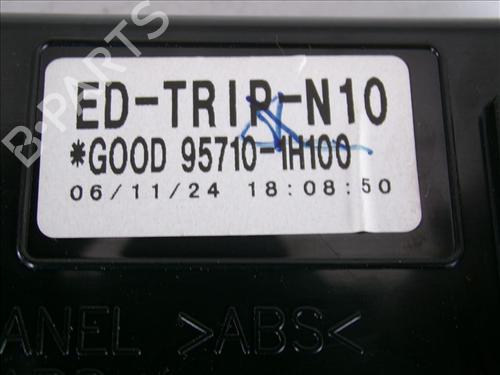 B-PARTS
ED-TRIP-N10
*GOOD 95710-1H100
06/11/24 18:08:50
ANEL >ABS<